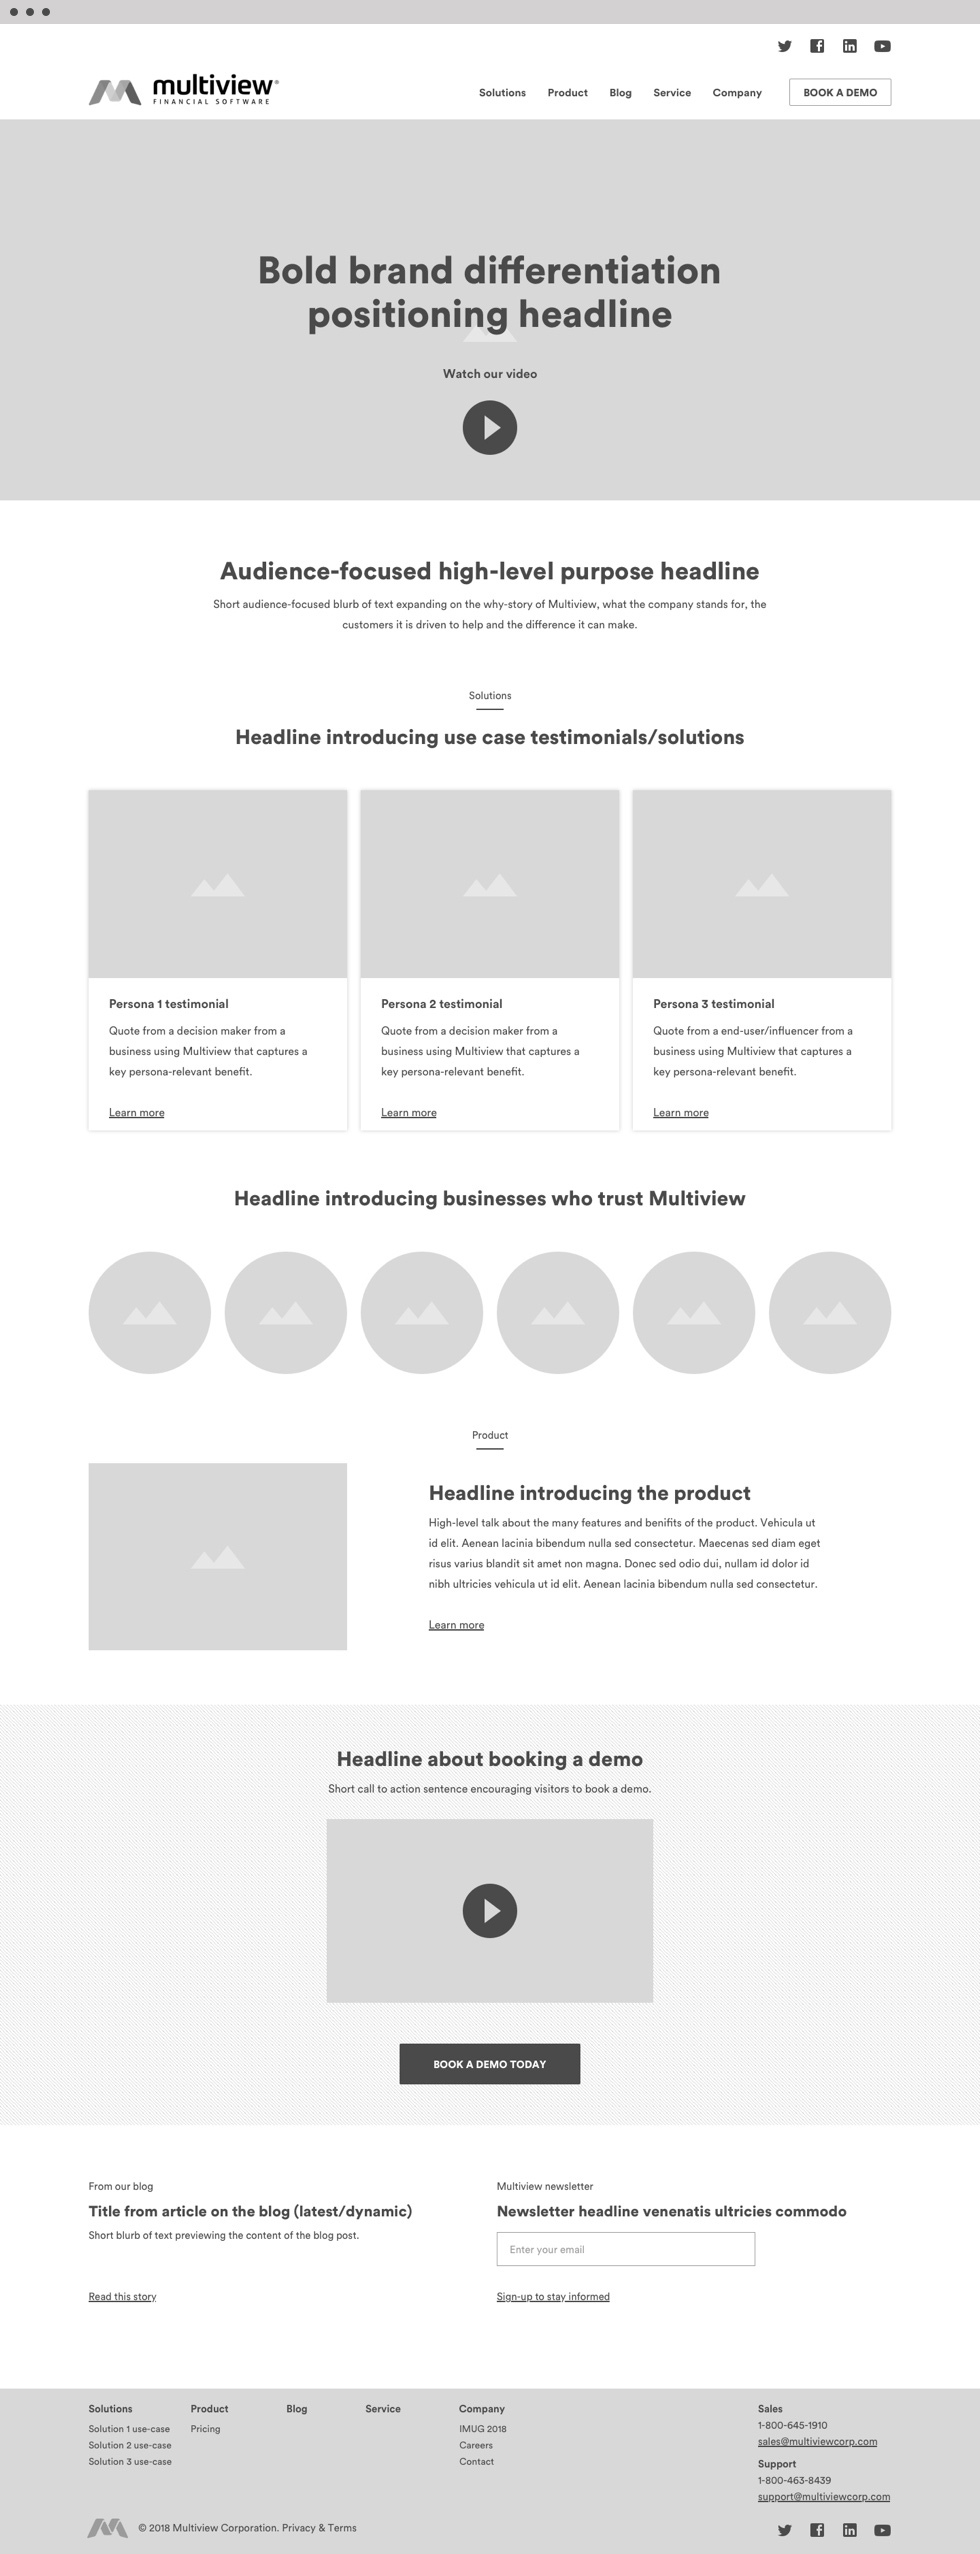 multiview®
FINANCIAL SOFTWARE
Solutions Product Blog Service Company BOOK A DEMO
Bold brand differentiation
positioning headline
Watch our video
Audience-focused high-level purpose headline
Short audience-focused blurb of text expanding on the why-story of Multiview, what the company stands for, the
customers it is driven to help and the difference it can make.
Solutions
Headline introducing use case testimonials/solutions
Persona 1 testimonial
Quote from a decision maker from a
business using Multiview that captures a
key persona-relevant benefit.
Learn more
Persona 2 testimonial
Quote from a decision maker from a
business using Multiview that captures a
key persona-relevant benefit.
Learn more
Persona 3 testimonial
Quote from a end-user/influencer from a
business using Multiview that captures a
key persona-relevant benefit.
Learn more
Headline introducing businesses who trust Multiview
Product
Headline introducing the product
High-level talk about the many features and benifits of the product. Vehicula ut
id elit. Aenean lacinia bibendum nulla sed consectetur. Maecenas sed diam eget
risus varius blandit sit amet non magna. Donec sed odio dui, nullam id dolor id
nibh ultricies vehicula ut id elit. Aenean lacinia bibendum nulla sed consectetur.
Learn more
Headline about booking a demo
Short call to action sentence encouraging visitors to book a demo.
BOOK A DEMO TODAY
From our blog
Title from article on the blog (latest/dynamic)
Short blurb of text previewing the content of the blog post.
Read this story
Multiview newsletter
Newsletter headline venenatis ultricies commodo
Enter your email
Sign-up to stay informed
Solutions
Solution 1 use-case
Solution 2 use-case
Solution 3 use-case
Product
Pricing
Blog
Service
Company
IMUG 2018
Careers
Contact
Sales
1-800-645-1910
sales@multiviewcorp.com
Support
1-800-463-8439
support@multiviewcorp.com
© 2018 Multiview Corporation. Privacy & Terms